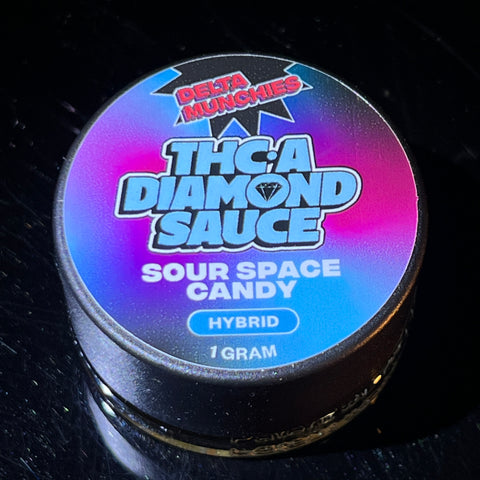 DELTA
MUNCHIES
THC:A
DIAMOND
SAUCE
SOUR SPACE
CANDY
HYBRID
1 GRAM